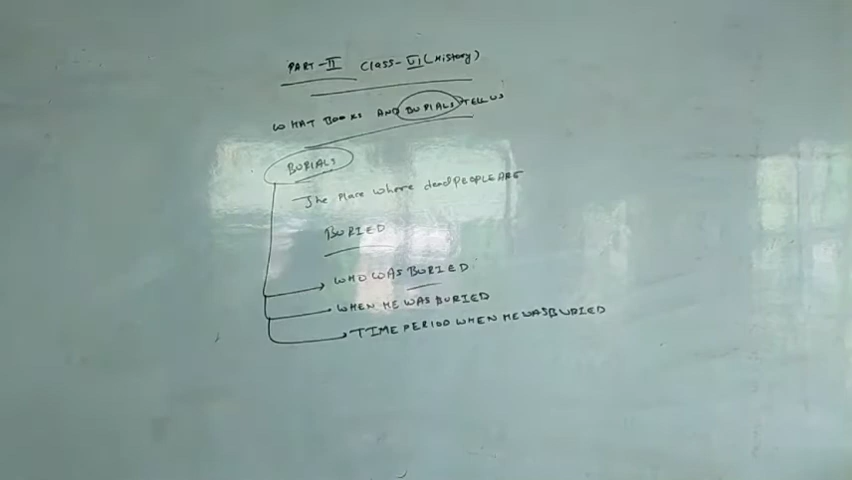 PART-II Class-VI (History)
WHAT BOOKS AND BURIALS TELL US
BURIALS
The Place where dead PEOPLE ARE
BURIED
WHO WAS BURIED
WHEN HE WAS BURIED
TIME PERIOD WHEN HE WAS BURIED